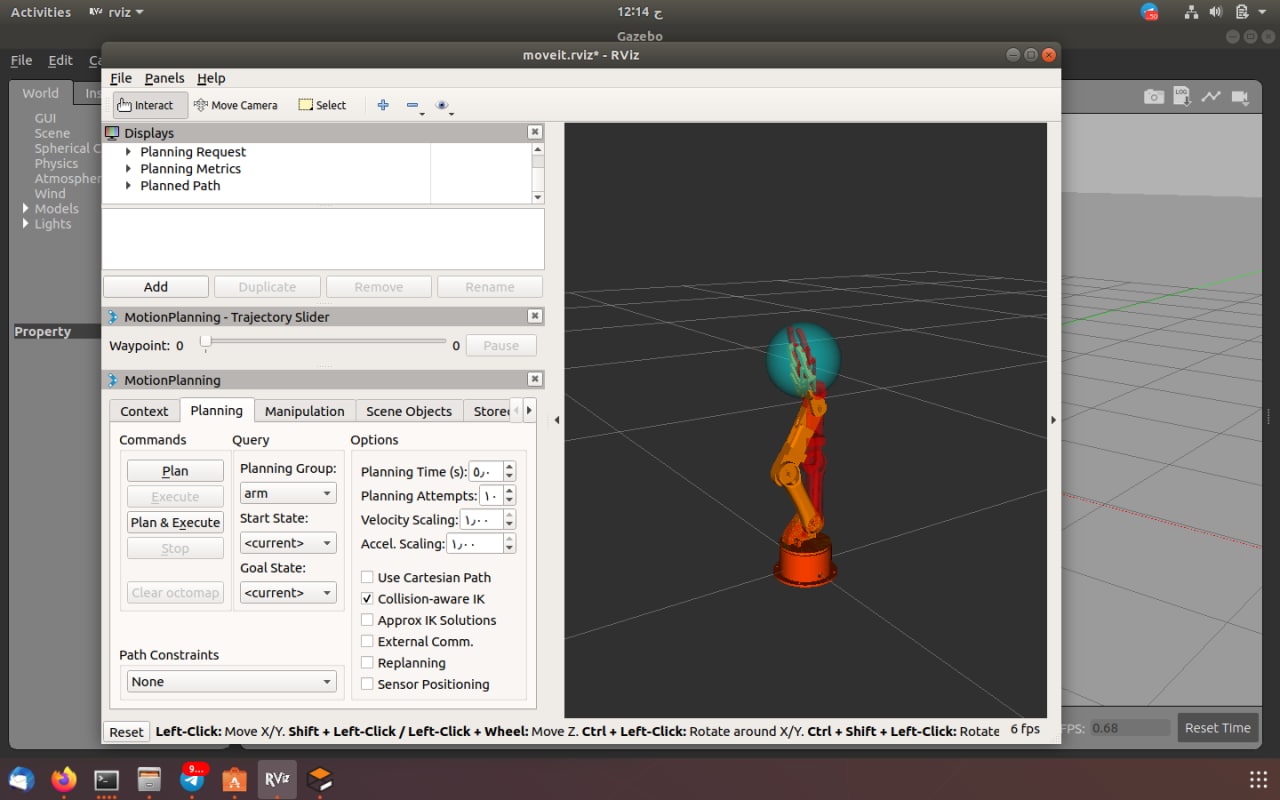 Activities RViz rviz 12:14 ج 50
Gazebo
File Edit Ca
moveit.rviz* - RViz
File Panels Help
World Ins
Interact Move Camera Select
LOG
GUI
Scene
Spherical C
Physics
Atmospher
Wind
Models
Lights
Property
Displays
Planning Request
Planning Metrics
Planned Path
Add Duplicate Remove Rename
MotionPlanning - Trajectory Slider
Waypoint: 0 0 Pause
MotionPlanning
Context Planning Manipulation Scene Objects Store
Commands Query Options
Plan
Execute
Plan & Execute
Stop
Clear octomap
Planning Group:
arm
Start State:
<current>
Goal State:
<current>
Planning Time (s): ٥٫٠
Planning Attempts: ١٠
Velocity Scaling: ١٫٠٠
Accel. Scaling: ١٫٠٠
Use Cartesian Path
Collision-aware IK
Approx IK Solutions
External Comm.
Replanning
Sensor Positioning
Path Constraints
None
Reset Left-Click: Move X/Y. Shift + Left-Click / Left-Click + Wheel: Move Z. Ctrl + Left-Click: Rotate around X/Y. Ctrl + Shift + Left-Click: Rotate 6 fps
FPS: 0.68 Reset Time
9...
RViz